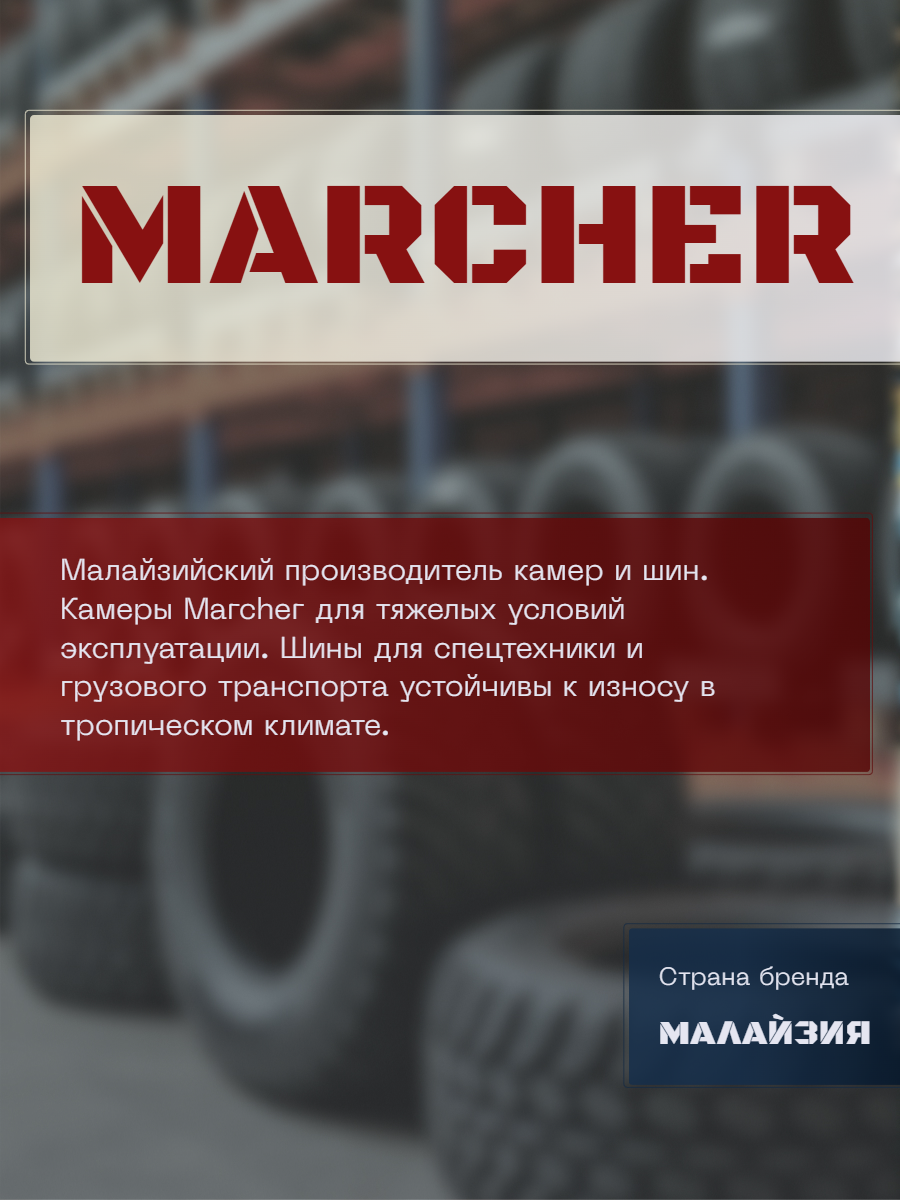 MARCHER
Малайзийский производитель камер и шин.
Камеры Marcher для тяжелых условий
эксплуатации. Шины для спецтехники и
грузового транспорта устойчивы к износу в
тропическом климате.
Страна бренда
МАЛАЙЗИЯ